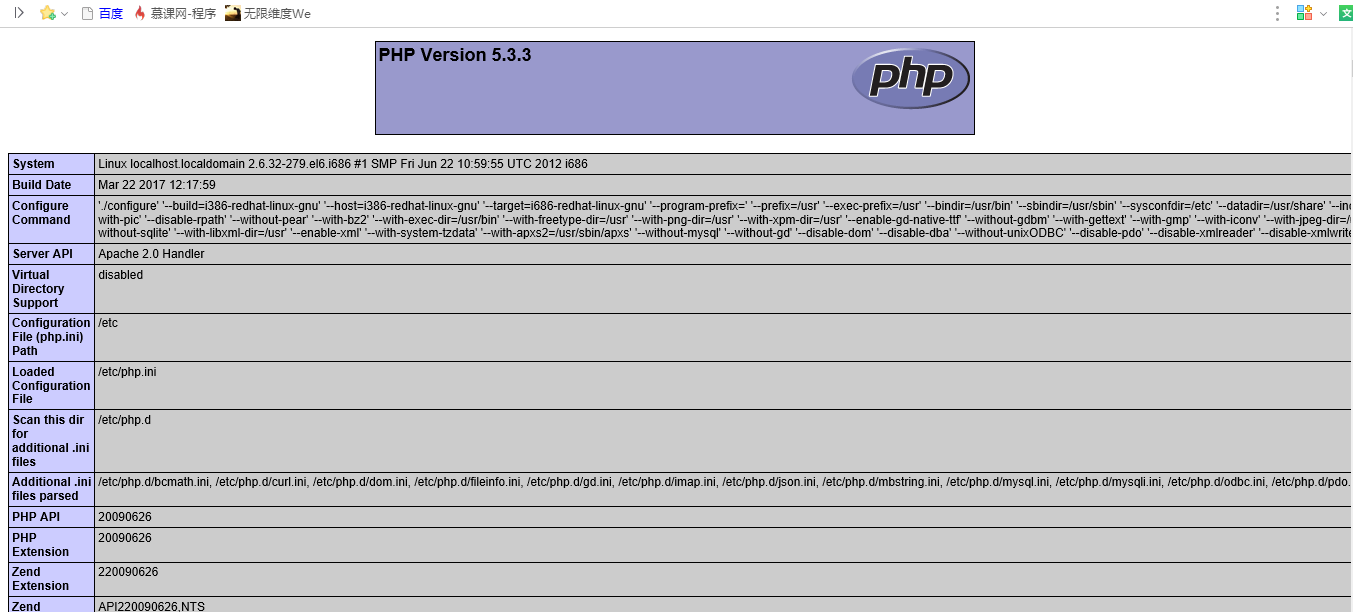 百度 慕课网-程序 无限维度We
文
PHP Version 5.3.3
php
System Linux localhost.localdomain 2.6.32-279.el6.i686 #1 SMP Fri Jun 22 10:59:55 UTC 2012 i686
Build Date Mar 22 2017 12:17:59
Configure
Command
'./configure' '--build=i386-redhat-linux-gnu' '--host=i386-redhat-linux-gnu' '--target=i686-redhat-linux-gnu' '--program-prefix=' '--prefix=/usr' '--exec-prefix=/usr' '--bindir=/usr/bin' '--sbindir=/usr/sbin' '--sysconfdir=/etc' '--datadir=/usr/share' '--inc
with-pic' '--disable-rpath' '--without-pear' '--with-bz2' '--with-exec-dir=/usr/bin' '--with-freetype-dir=/usr' '--with-png-dir=/usr' '--with-xpm-dir=/usr' '--enable-gd-native-ttf' '--without-gdbm' '--with-gettext' '--with-gmp' '--with-iconv' '--with-jpeg-dir=/u
without-sqlite' '--with-libxml-dir=/usr' '--enable-xml' '--with-system-tzdata' '--with-apxs2=/usr/sbin/apxs' '--without-mysql' '--without-gd' '--disable-dom' '--disable-dba' '--without-unixODBC' '--disable-pdo' '--disable-xmlreader' '--disable-xmlwrite
Server API Apache 2.0 Handler
Virtual
Directory
Support
disabled
Configuration
File (php.ini)
Path
/etc
Loaded
Configuration
File
/etc/php.ini
Scan this dir
for
additional .ini
files
/etc/php.d
Additional .ini
files parsed
/etc/php.d/bcmath.ini, /etc/php.d/curl.ini, /etc/php.d/dom.ini, /etc/php.d/fileinfo.ini, /etc/php.d/gd.ini, /etc/php.d/imap.ini, /etc/php.d/json.ini, /etc/php.d/mbstring.ini, /etc/php.d/mysql.ini, /etc/php.d/mysqli.ini, /etc/php.d/odbc.ini, /etc/php.d/pdo.
PHP API 20090626
PHP
Extension
20090626
Zend
Extension
220090626
Zend API220090626,NTS